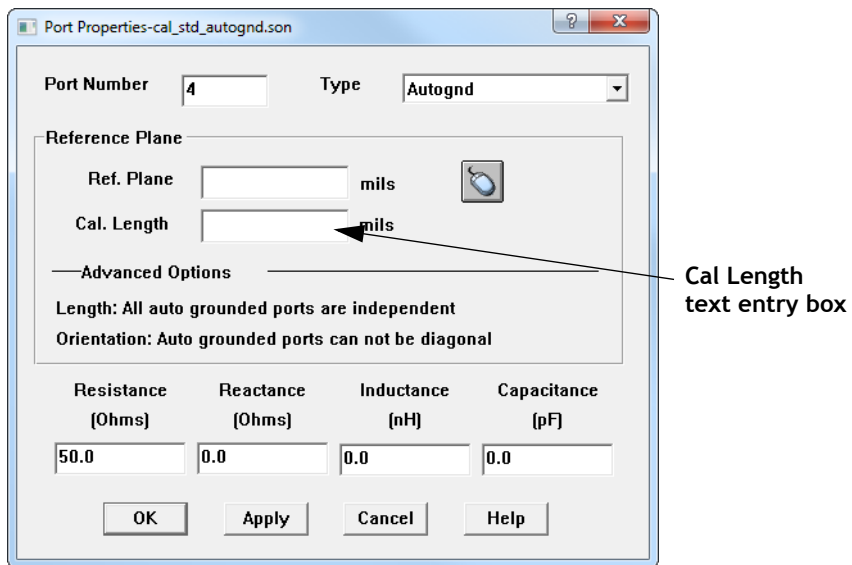 Port Properties-cal_std_autognd.son
Port Number 4 Type Autognd
Reference Plane
Ref. Plane mils
Cal. Length mils
Cal Length
text entry box
Advanced Options
Length: All auto grounded ports are independent
Orientation: Auto grounded ports can not be diagonal
Resistance Reactance Inductance Capacitance
(Ohms) (Ohms) (nH) (pF)
50.0 0.0 0.0 0.0
OK Apply Cancel Help